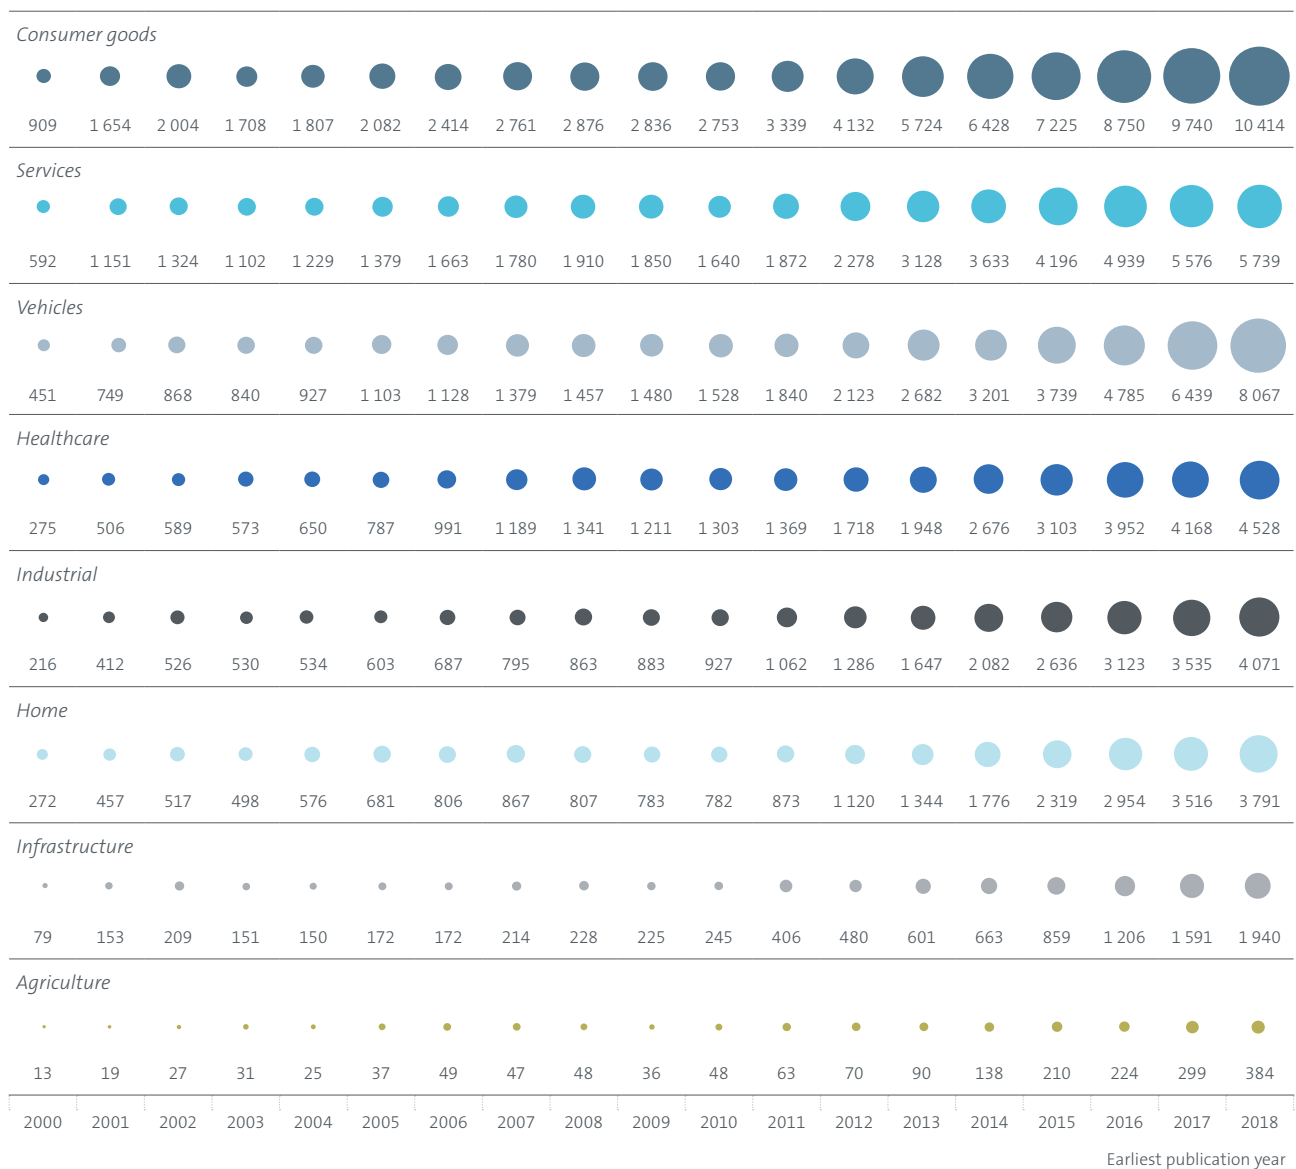 Consumer goods
909 1 654 2 004 1 708 1 807 2 082 2 414 2 761 2 876 2 836 2 753 3 339 4 132 5 724 6 428 7 225 8 750 9 740 10 414
Services
592 1 151 1 324 1 102 1 229 1 379 1 663 1 780 1 910 1 850 1 640 1 872 2 278 3 128 3 633 4 196 4 939 5 576 5 739
Vehicles
451 749 868 840 927 1 103 1 128 1 379 1 457 1 480 1 528 1 840 2 123 2 682 3 201 3 739 4 785 6 439 8 067
Healthcare
275 506 589 573 650 787 991 1 189 1 341 1 211 1 303 1 369 1 718 1 948 2 676 3 103 3 952 4 168 4 528
Industrial
216 412 526 530 534 603 687 795 863 883 927 1 062 1 286 1 647 2 082 2 636 3 123 3 535 4 071
Home
272 457 517 498 576 681 806 867 807 783 782 873 1 120 1 344 1 776 2 319 2 954 3 516 3 791
Infrastructure
79 153 209 151 150 172 172 214 228 225 245 406 480 601 663 859 1 206 1 591 1 940
Agriculture
13 19 27 31 25 37 49 47 48 36 48 63 70 90 138 210 224 299 384
2000 2001 2002 2003 2004 2005 2006 2007 2008 2009 2010 2011 2012 2013 2014 2015 2016 2017 2018
Earliest publication year